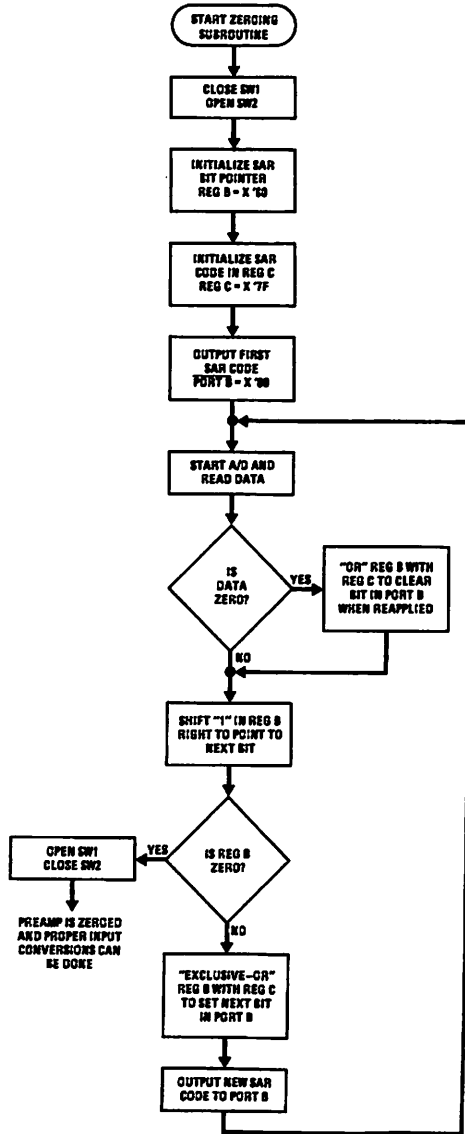 START ZEROING
SUBROUTINE
CLOSE SW1
OPEN SW2
INITIALIZE SAR
BIT POINTER
REG B = X '80
INITIALIZE SAR
CODE IN REG C
REG C = X '7F
OUTPUT FIRST
SAR CODE
PORT B = X '80
START A/D AND
READ DATA
IS
DATA
ZERO?
YES
"OR" REG B WITH
REG C TO CLEAR
BIT IN PORT B
WHEN REAPPLIED
NO
SHIFT "1" IN REG B
RIGHT TO POINT TO
NEXT BIT
IS REG B
ZERO?
YES
OPEN SW1
CLOSE SW2
PREAMP IS ZEROED
AND PROPER INPUT
CONVERSIONS CAN
BE DONE
NO
"EXCLUSIVE-OR"
REG B WITH REG C
TO SET NEXT BIT
IN PORT B
OUTPUT NEW SAR
CODE TO PORT B